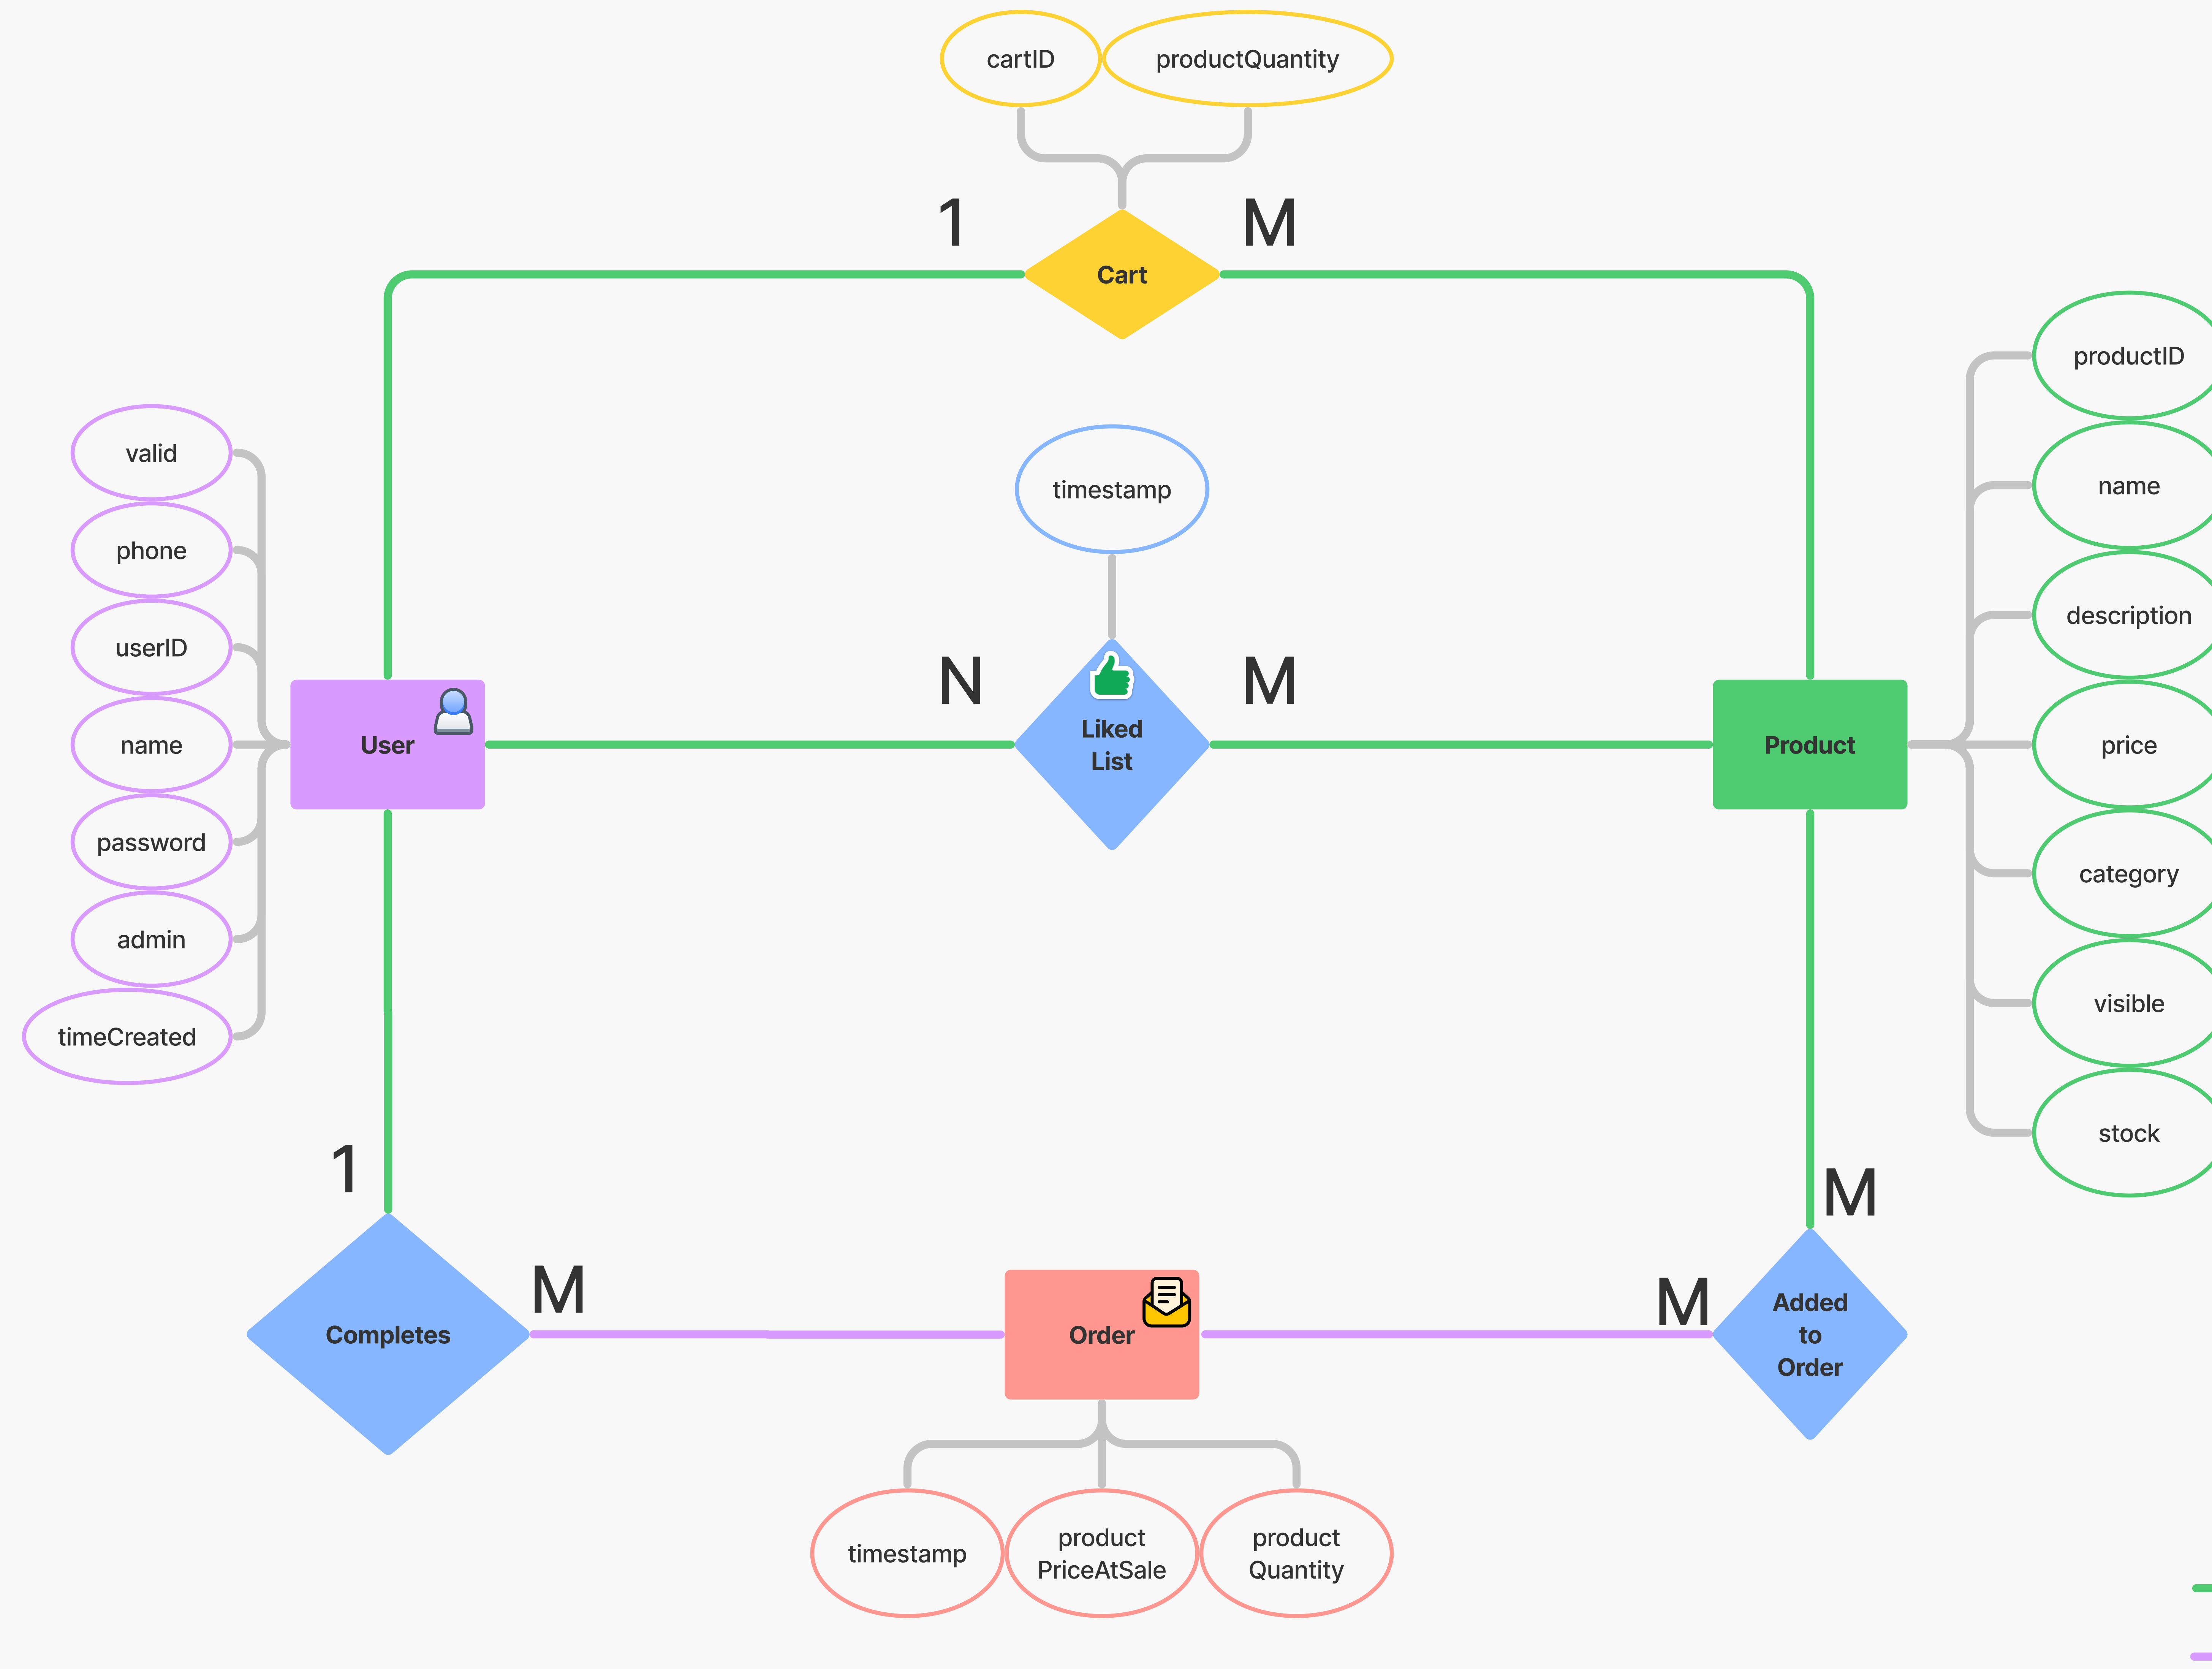 cartID
productQuantity
1
M
Cart
productID
valid
timestamp
name
phone
description
userID
N
M
Liked
List
name
User
Product
price
password
category
admin
visible
timeCreated
stock
1
M
M
M
Completes
Order
Added
to
Order
timestamp
product
PriceAtSale
product
Quantity